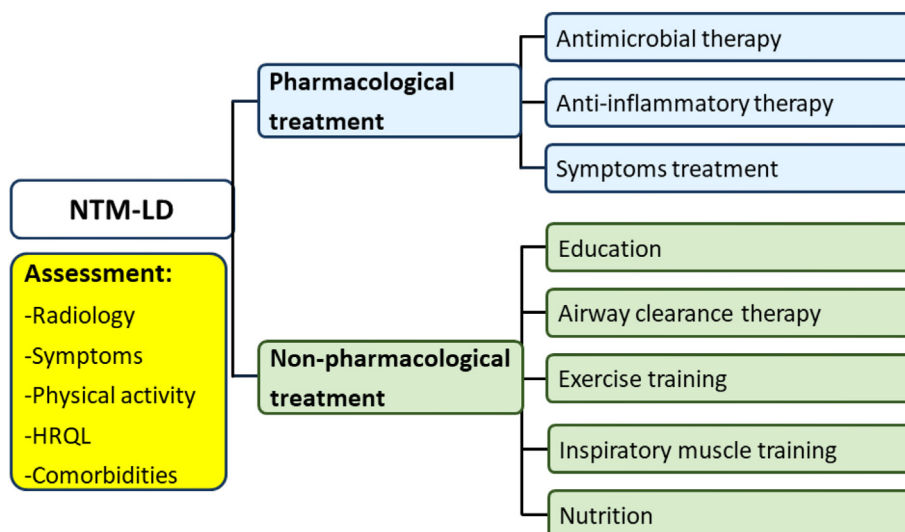 NTM-LD
Assessment:
-Radiology
-Symptoms
-Physical activity
-HRQL
-Comorbidities
Pharmacological
treatment
Antimicrobial therapy
Anti-inflammatory therapy
Symptoms treatment
Non-pharmacological
treatment
Education
Airway clearance therapy
Exercise training
Inspiratory muscle training
Nutrition